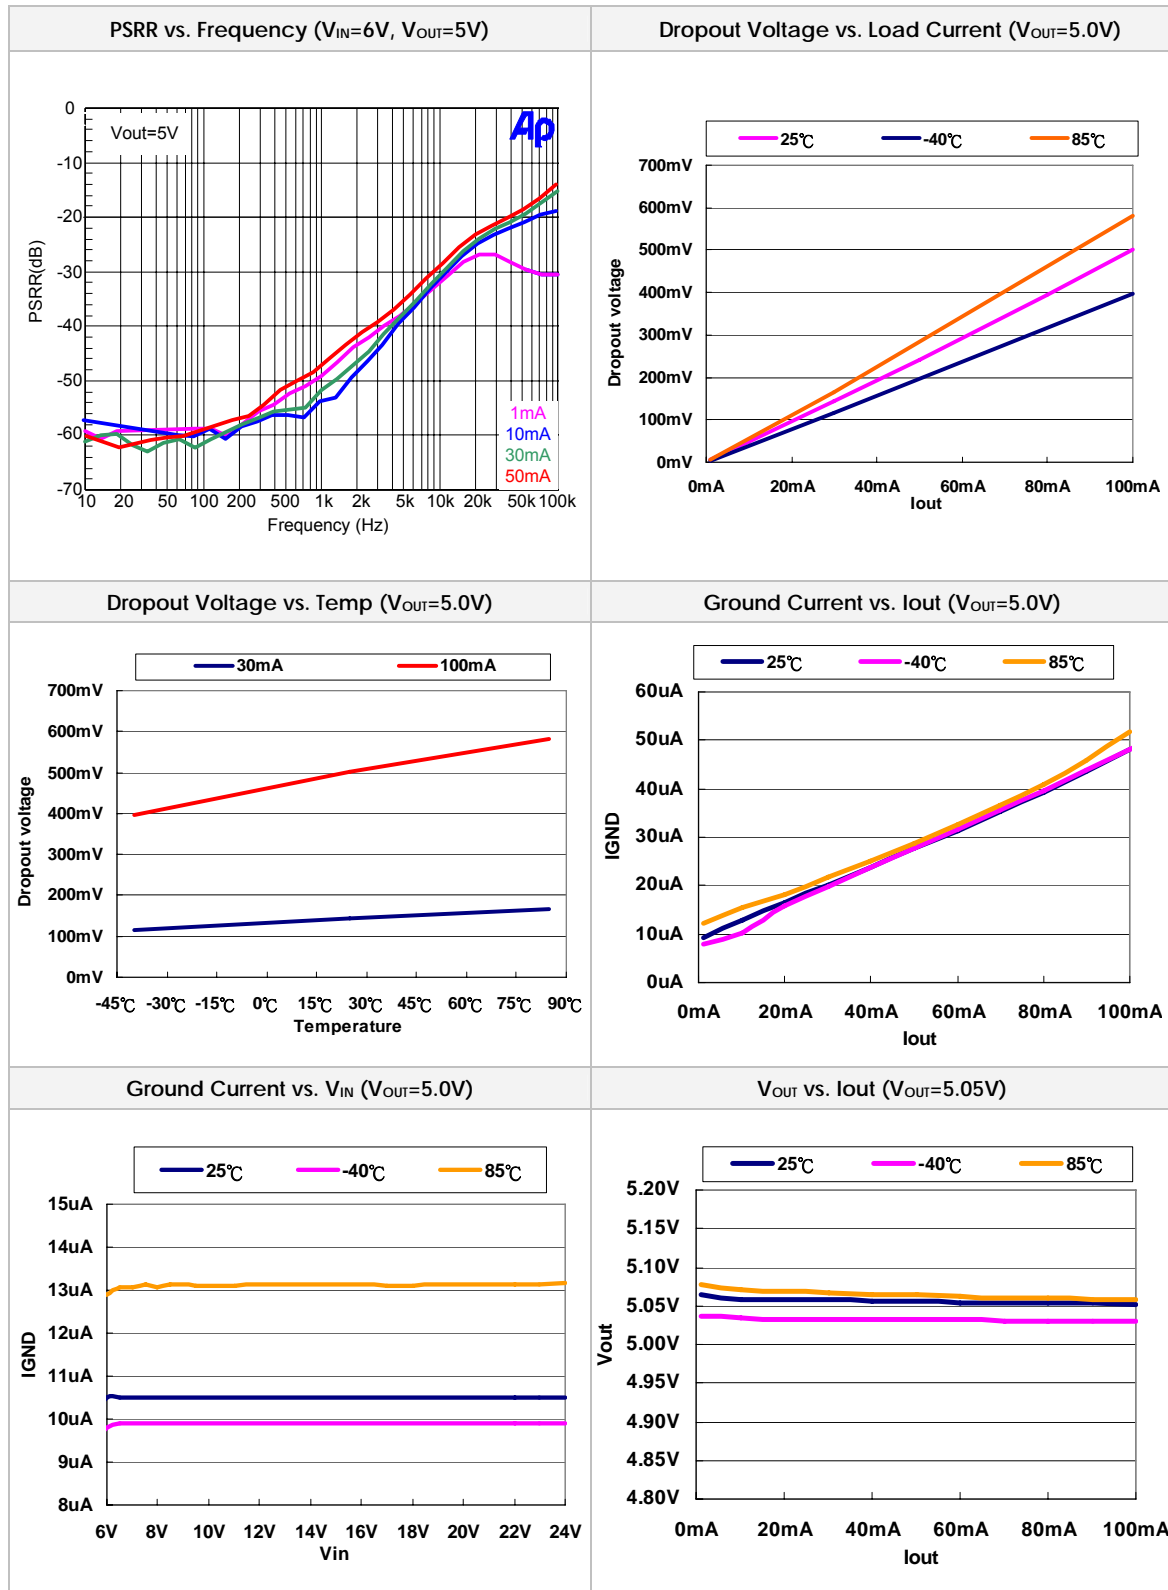 PSRR vs. Frequency (VIN=6V, VOUT=5V)
0
-10
-20
-30
-40
-50
-60
-70
PSRR(dB)
Vout=5V
Ap
1mA
10mA
30mA
50mA
10 20 50 100 200 500 1k 2k 5k 10k 20k 50k 100k
Frequency (Hz)
Dropout Voltage vs. Load Current (VOUT=5.0V)
25℃ -40℃ 85℃
700mV
600mV
500mV
400mV
300mV
200mV
100mV
0mV
Dropout voltage
0mA 20mA 40mA 60mA 80mA 100mA
Iout
Dropout Voltage vs. Temp (VOUT=5.0V)
30mA 100mA
700mV
600mV
500mV
400mV
300mV
200mV
100mV
0mV
Dropout voltage
-45℃ -30℃ -15℃ 0℃ 15℃ 30℃ 45℃ 60℃ 75℃ 90℃
Temperature
Ground Current vs. Iout (VOUT=5.0V)
25℃ -40℃ 85℃
60uA
50uA
40uA
30uA
20uA
10uA
0uA
IGND
0mA 20mA 40mA 60mA 80mA 100mA
Iout
Ground Current vs. VIN (VOUT=5.0V)
25℃ -40℃ 85℃
15uA
14uA
13uA
12uA
11uA
10uA
9uA
8uA
IGND
6V 8V 10V 12V 14V 16V 18V 20V 22V 24V
Vin
VOUT vs. Iout (VOUT=5.05V)
25℃ -40℃ 85℃
5.20V
5.15V
5.10V
5.05V
5.00V
4.95V
4.90V
4.85V
4.80V
Vout
0mA 20mA 40mA 60mA 80mA 100mA
Iout